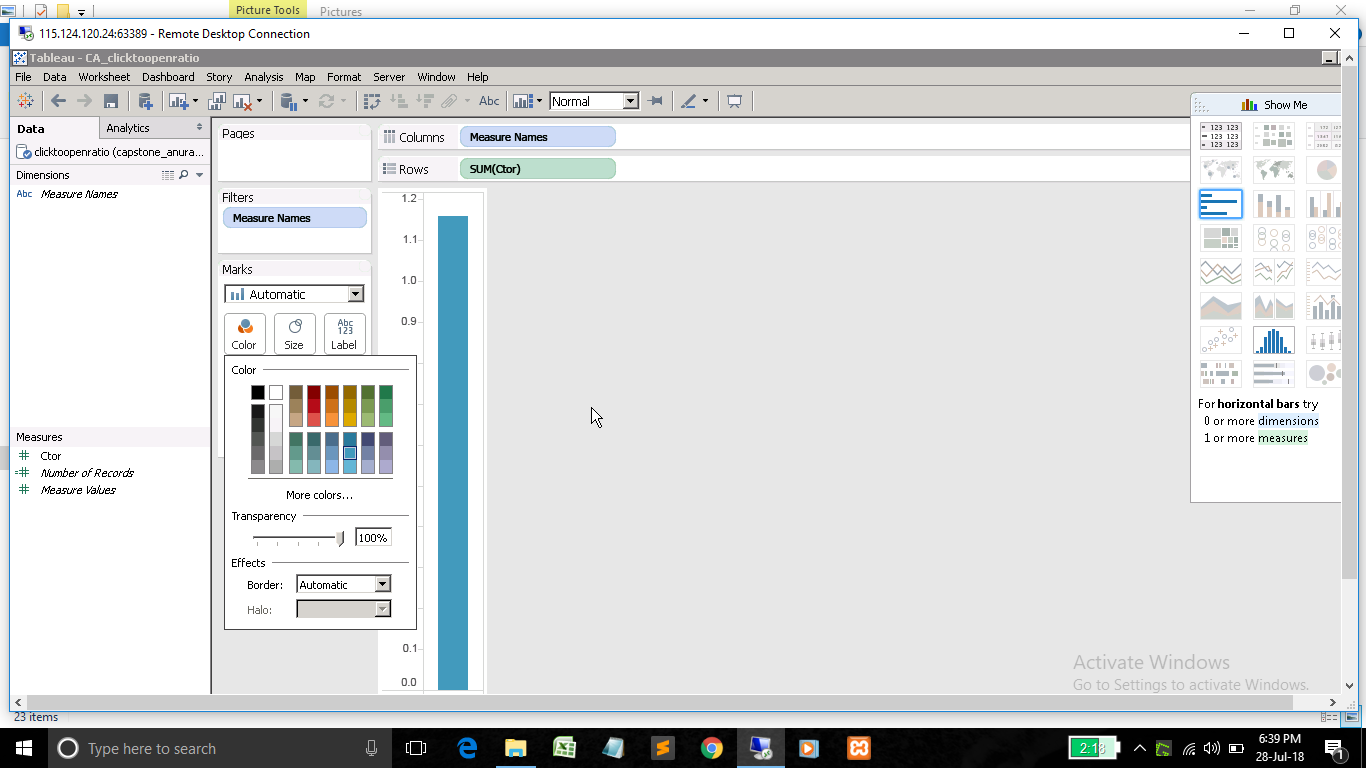 Picture Tools
Pictures
115.124.120.24:63389 - Remote Desktop Connection
Tableau - CA_clicktoopenratio
File Data Worksheet Dashboard Story Analysis Map Format Server Window Help
Abc
Normal
Show Me
Data
Analytics
clicktoopenratio (capstone_anura...
Dimensions
Abc Measure Names
Measures
Ctor
Number of Records
Measure Values
Pages
Filters
Measure Names
Marks
Automatic
Color
Size
Abc
123
Label
Color
More colors...
Transparency
100%
Effects
Border: Automatic
Halo:
Columns Measure Names
Rows SUM(Ctor)
1.2
1.1
1.0
0.9
0.1
0.0
For horizontal bars try
0 or more dimensions
1 or more measures
Activate Windows
Go to Settings to activate Windows.
23 items
Type here to search
2:18
6:39 PM
28-Jul-18
1